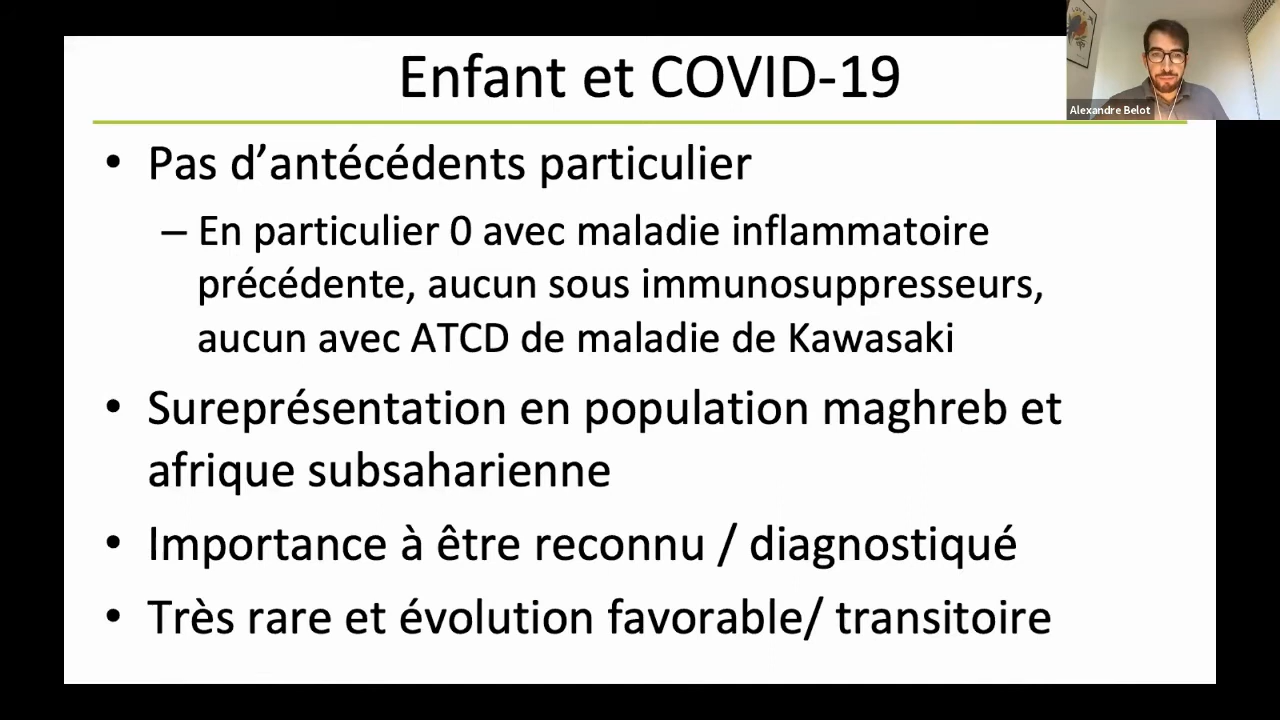 Enfant et COVID-19
Alexandre Belot
• Pas d’antécédents particulier
– En particulier 0 avec maladie inflammatoire
précédente, aucun sous immunosuppresseurs,
aucun avec ATCD de maladie de Kawasaki
• Sureprésentation en population maghreb et
afrique subsaharienne
• Importance à être reconnu / diagnostiqué
• Très rare et évolution favorable/ transitoire